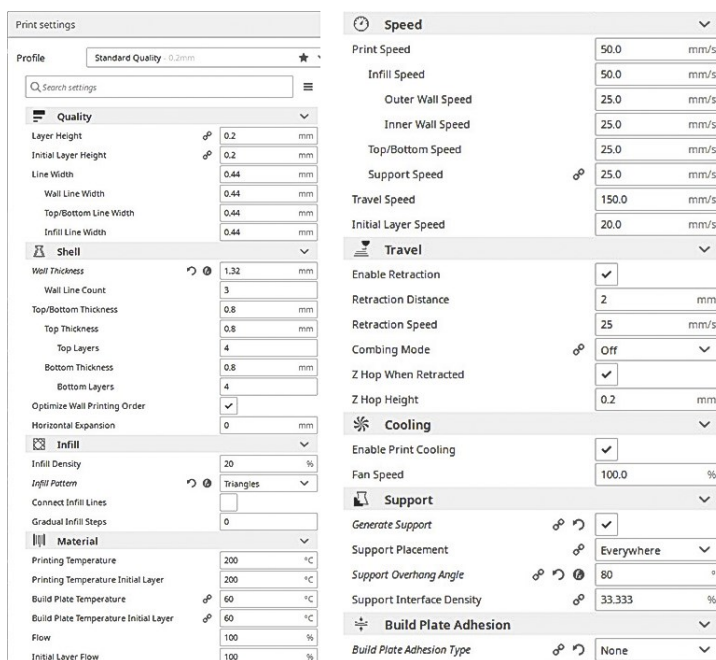 Print settings
Profile Standard Quality - 0.2mm
Search settings
Quality
Layer Height 0.2 mm
Initial Layer Height 0.2 mm
Line Width 0.44 mm
Wall Line Width 0.44 mm
Top/Bottom Line Width 0.44 mm
Infill Line Width 0.44 mm
Shell
Wall Thickness 1.32 mm
Wall Line Count 3
Top/Bottom Thickness 0.8 mm
Top Thickness 0.8 mm
Top Layers 4
Bottom Thickness 0.8 mm
Bottom Layers 4
Optimize Wall Printing Order
Horizontal Expansion 0 mm
Infill
Infill Density 20 %
Infill Pattern Triangles
Connect Infill Lines
Gradual Infill Steps 0
Material
Printing Temperature 200 °C
Printing Temperature Initial Layer 200 °C
Build Plate Temperature 60 °C
Build Plate Temperature Initial Layer 60 °C
Flow 100 %
Initial Layer Flow 100 %
Speed
Print Speed 50.0 mm/s
Infill Speed 50.0 mm/s
Outer Wall Speed 25.0 mm/s
Inner Wall Speed 25.0 mm/s
Top/Bottom Speed 25.0 mm/s
Support Speed 25.0 mm/s
Travel Speed 150.0 mm/s
Initial Layer Speed 20.0 mm/s
Travel
Enable Retraction
Retraction Distance 2 mm
Retraction Speed 25 mm/s
Combing Mode Off
Z Hop When Retracted
Z Hop Height 0.2 mm
Cooling
Enable Print Cooling
Fan Speed 100.0 %
Support
Generate Support
Support Placement Everywhere
Support Overhang Angle 80 °
Support Interface Density 33.333 %
Build Plate Adhesion
Build Plate Adhesion Type None